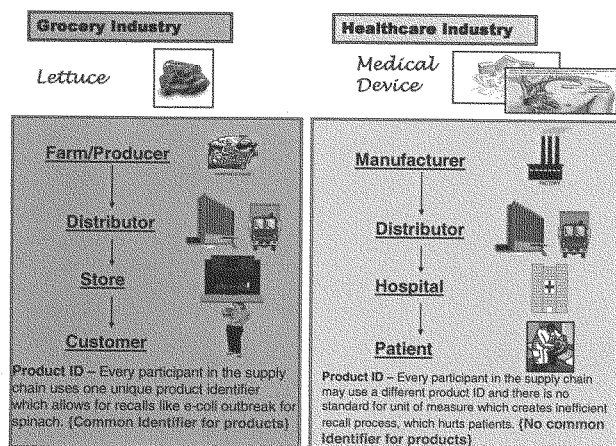 Grocery Industry
Lettuce
Farm/Producer
Distributor
Store
Customer
Product ID – Every participant in the supply
chain uses one unique product identifier
which allows for recalls like e-coli outbreak for
spinach. (Common Identifier for products)
Healthcare Industry
Medical
Device
Manufacturer
FACTORY
Distributor
Hospital
Patient
Product ID – Every participant in the supply chain
may use a different product ID and there is no
standard for unit of measure which creates inefficient
recall process, which hurts patients. (No common
Identifier for products)